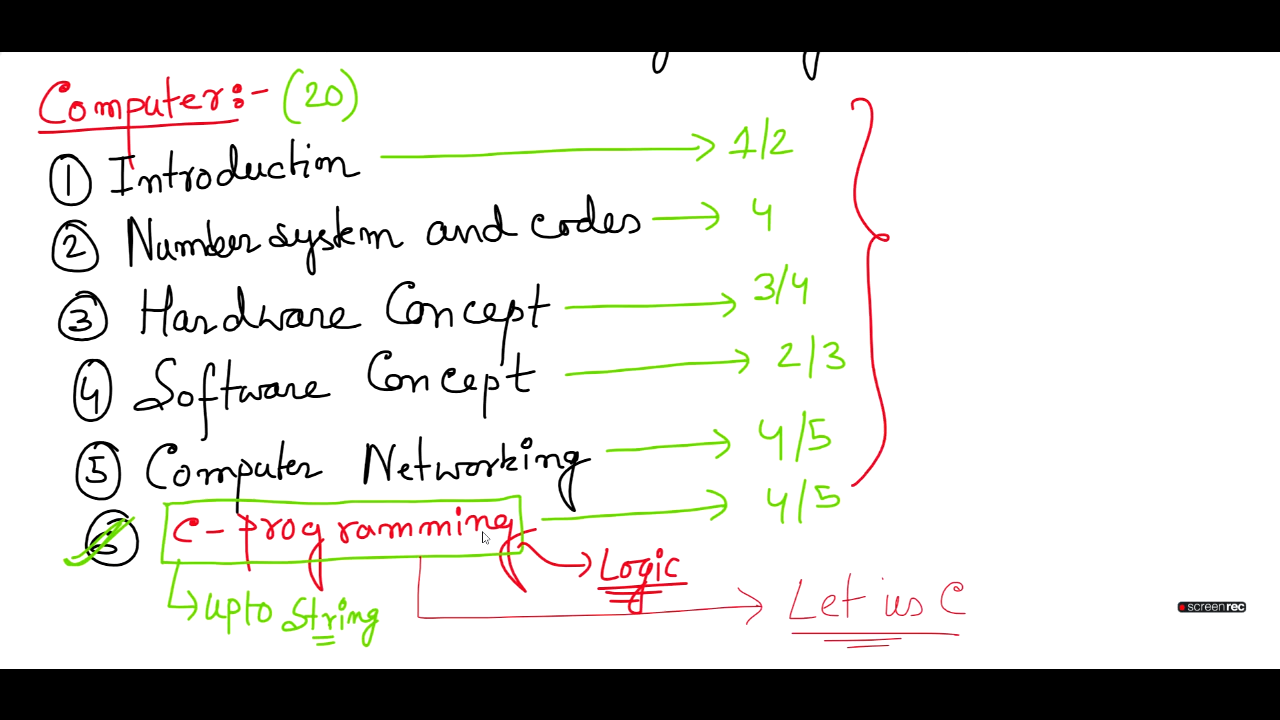 Computer:- (20)
① Introduction → 1/2
② Number system and codes → 4
③ Hardware Concept → 3/4
④ Software Concept → 2/3
⑤ Computer Networking → 4/5
⑥ C-programming → 4/5
→ Logic
→ upto String
→ Let us C
screenrec